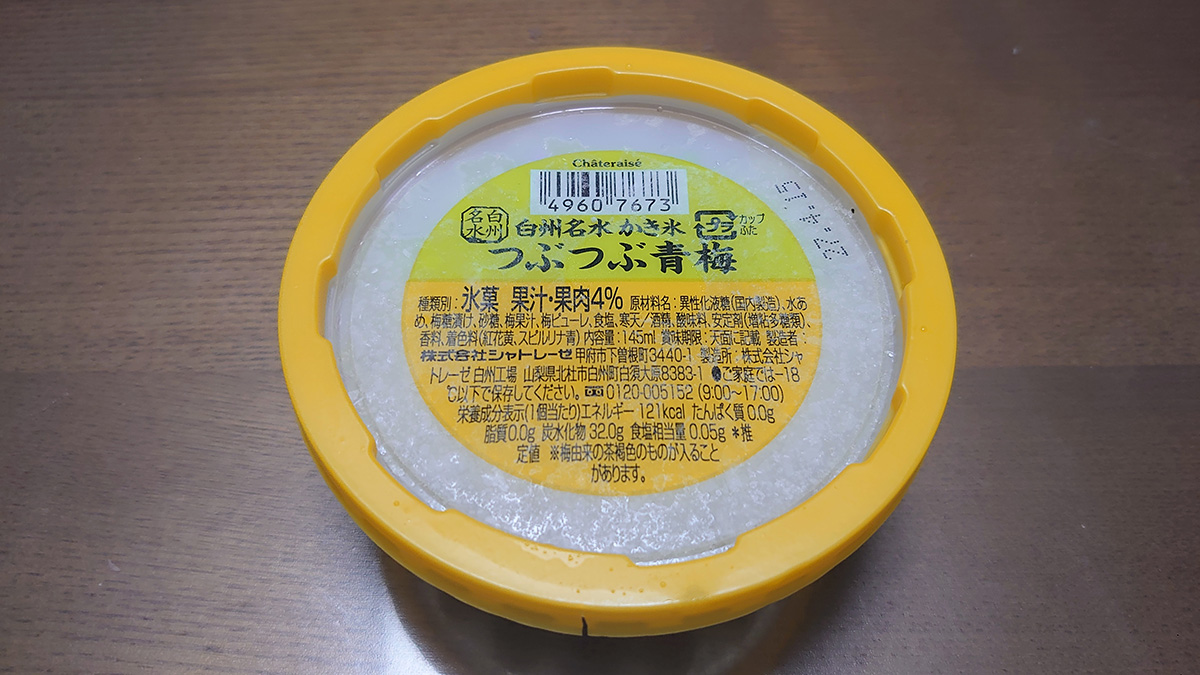 Châteraisé
4960 7673
名白
水州
白州名水 かき氷
プラ
カップ
ふた
つぶつぶ青梅
種類別:氷菓 果汁・果肉4% 原材料名:異性化液糖(国内製造)、水あ
め、梅糖漬け、砂糖、梅果汁、梅ピューレ、食塩、寒天/酒精、酸味料、安定剤(増粘多糖類)、
香料、着色料(紅花黄、スピルリナ青) 内容量:145ml 賞味期限:天面に記載 製造者:
株式会社シャトレーゼ 甲府市下曽根町3440-1 製造所:株式会社シャ
トレーゼ 白州工場 山梨県北杜市白州町白須大原8383-1 ●ご家庭では-18
℃以下で保存してください。 0120-005152 (9:00~17:00)
栄養成分表示(1個当たり)エネルギー 121kcal たんぱく質 0.0g
脂質0.0g 炭水化物 32.0g 食塩相当量 0.05g *推
定値 ※梅由来の茶褐色のものが入ること
があります。